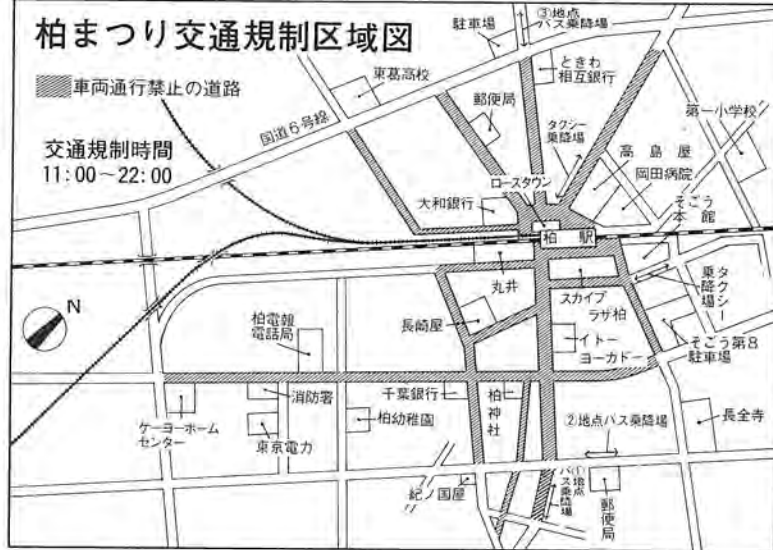 柏まつり交通規制区域図
車両通行禁止の道路
交通規制時間
11:00〜22:00
国道6号線
東葛高校
駐車場
③地点
バス乗降場
ときわ
相互銀行
郵便局
タクシー
乗降場
第一小学校
高島屋
岡田病院
ローズタウン
大和銀行
そごう
本館
柏駅
丸井
スカイプ
ラザ柏
タクシー
乗降場
N
長崎屋
柏電報
電話局
イトー
ヨーカドー
そごう第8
駐車場
ケーヨーホーム
センター
消防署
東京電力
千葉銀行
柏幼稚園
柏神社
②地点バス乗降場
長全寺
紀ノ国屋
①地点
バス乗降場
郵便局